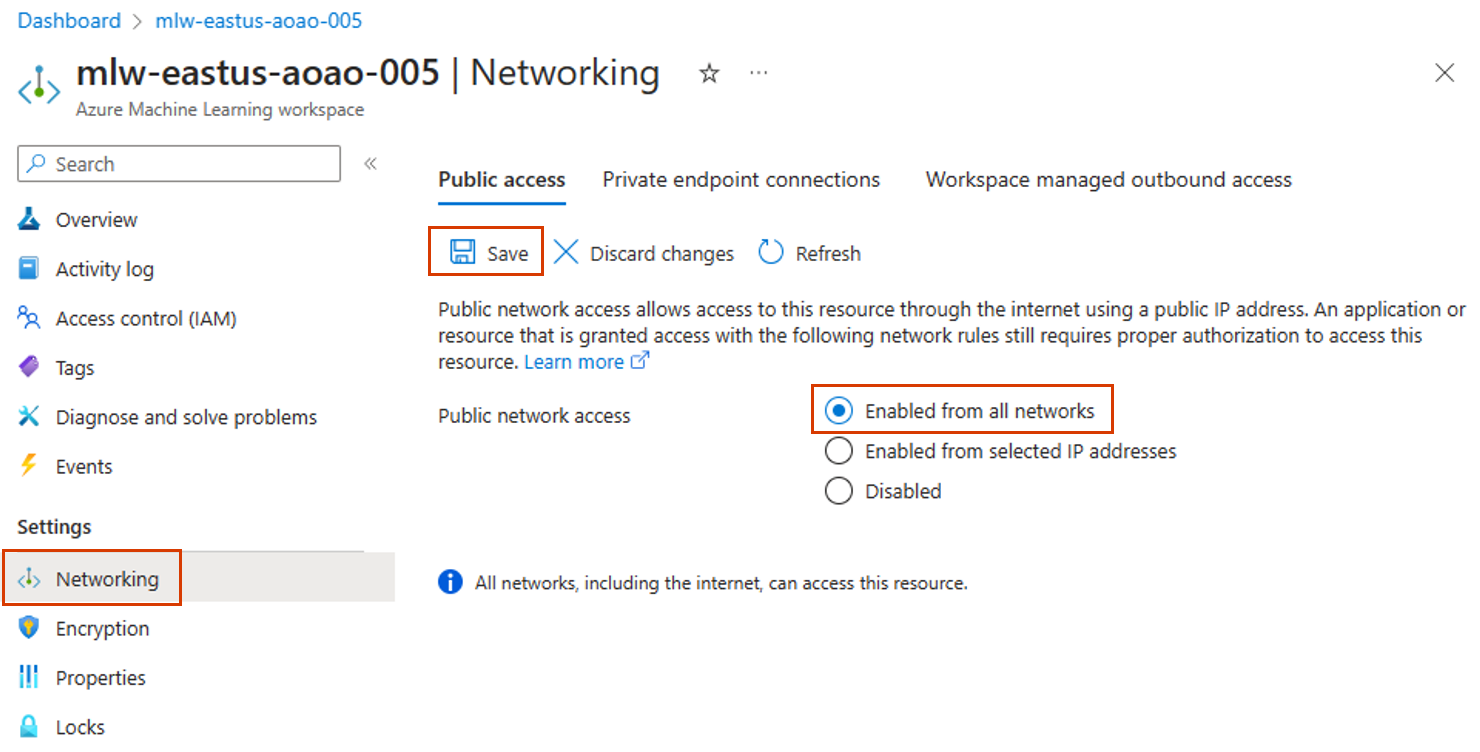 Dashboard > mlw-eastus-aoao-005
mlw-eastus-aoao-005 | Networking
Azure Machine Learning workspace
Search
Overview
Activity log
Access control (IAM)
Tags
Diagnose and solve problems
Events
Settings
Networking
Encryption
Properties
Locks
Public access Private endpoint connections Workspace managed outbound access
Save Discard changes Refresh
Public network access allows access to this resource through the internet using a public IP address. An application or
resource that is granted access with the following network rules still requires proper authorization to access this
resource. Learn more
Public network access
Enabled from all networks
Enabled from selected IP addresses
Disabled
All networks, including the internet, can access this resource.